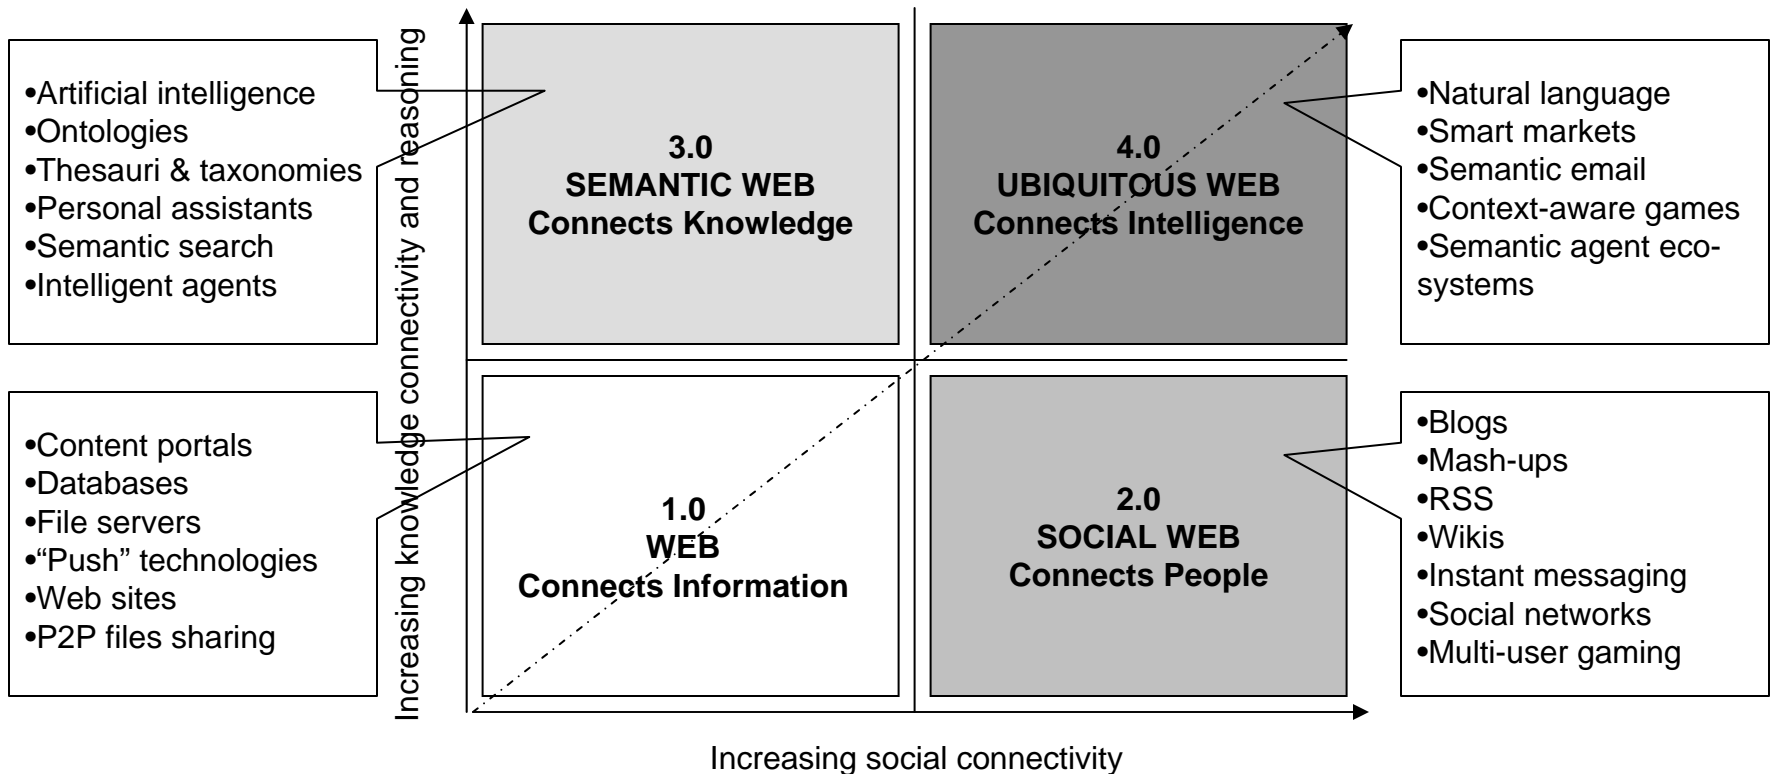 •Artificial intelligence
•Ontologies
•Thesauri & taxonomies
•Personal assistants
•Semantic search
•Intelligent agents
Increasing knowledge connectivity and reasoning
3.0
SEMANTIC WEB
Connects Knowledge
4.0
UBIQUITOUS WEB
Connects Intelligence
•Natural language
•Smart markets
•Semantic email
•Context-aware games
•Semantic agent eco-
systems
•Content portals
•Databases
•File servers
•“Push” technologies
•Web sites
•P2P files sharing
1.0
WEB
Connects Information
2.0
SOCIAL WEB
Connects People
•Blogs
•Mash-ups
•RSS
•Wikis
•Instant messaging
•Social networks
•Multi-user gaming
Increasing social connectivity